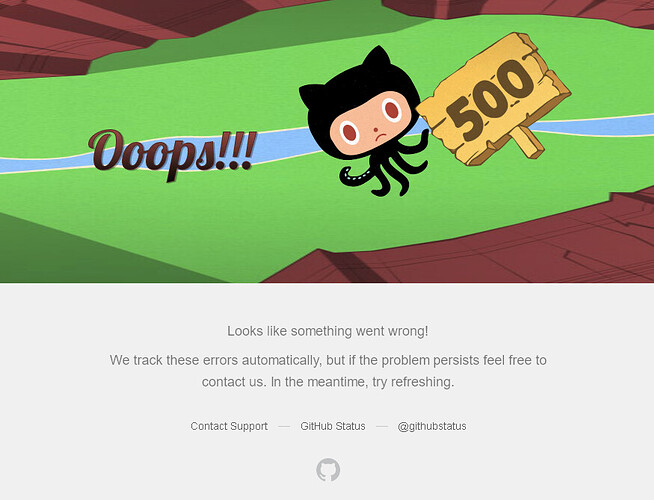 Ooops!!!
500
Looks like something went wrong!
We track these errors automatically, but if the problem persists feel free to
contact us. In the meantime, try refreshing.
Contact Support — GitHub Status — @githubstatus